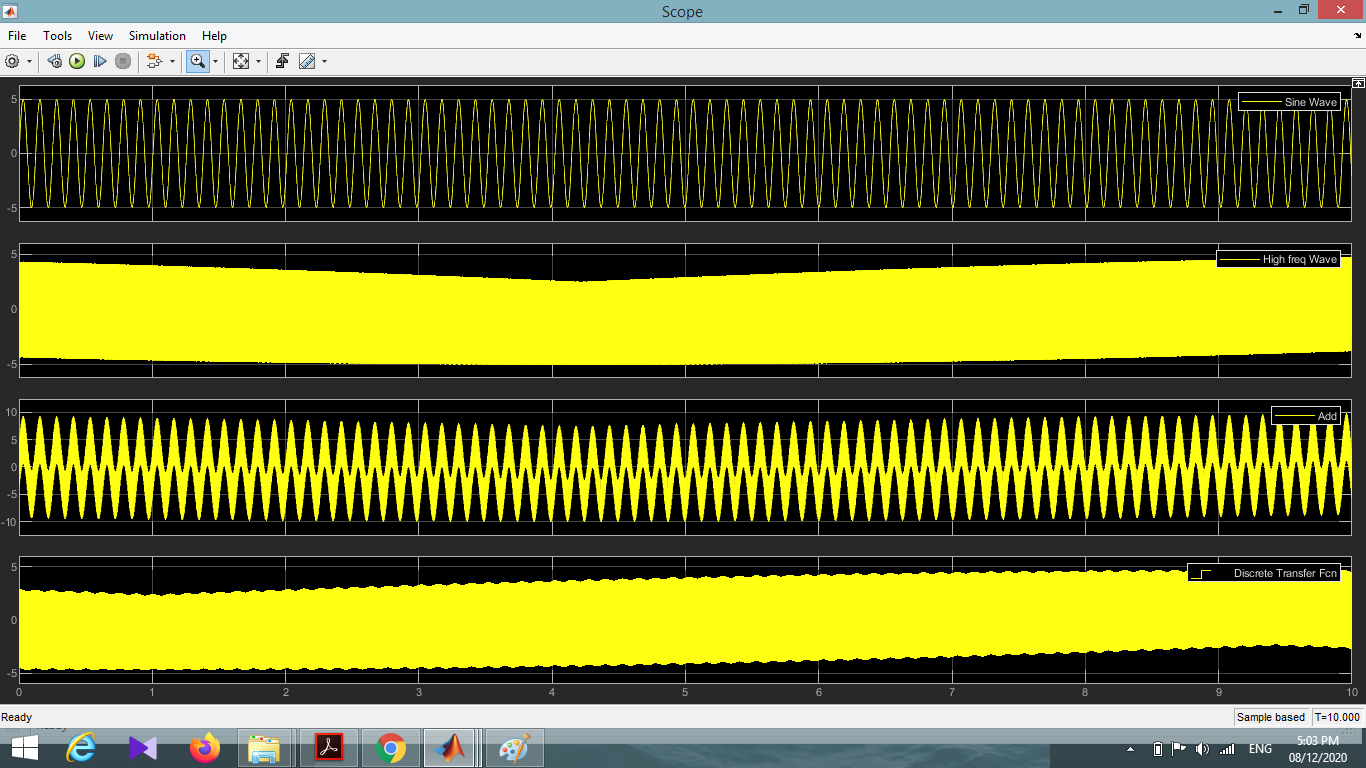 Scope
File Tools View Simulation Help
5
0
-5
Sine Wave
5
0
-5
High freq Wave
10
5
0
-5
-10
Add
5
0
-5
Discrete Transfer Fcn
0 1 2 3 4 5 6 7 8 9 10
Ready Sample based T=10.000
Ready
ENG 5:03 PM
08/12/2020